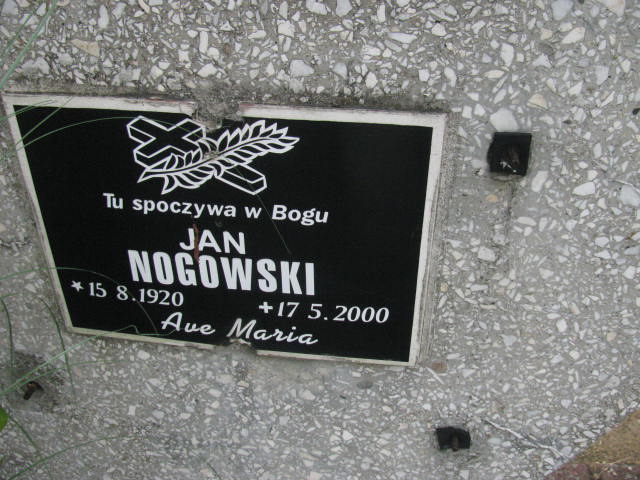 Tu spoczywa w Bogu
JAN
NOGOWSKI
*15 8.1920
+17 5.2000
Ave Maria